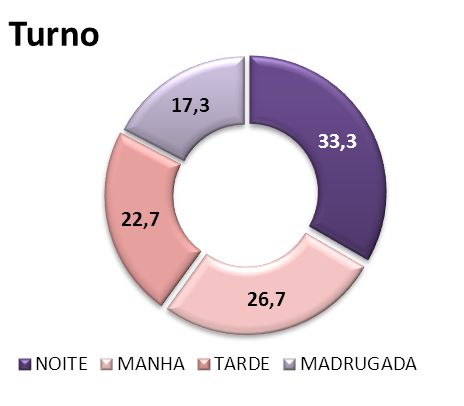 Turno
17,3
33,3
22,7
26,7
NOITE MANHA TARDE MADRUGADA